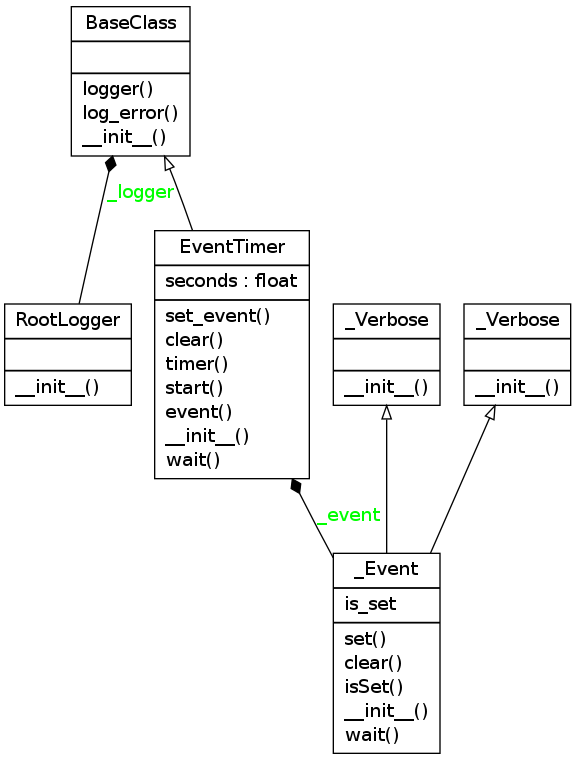 BaseClass
logger()
log_error()
__init__()
_logger
EventTimer
seconds : float
set_event()
clear()
timer()
start()
event()
__init__()
wait()
RootLogger
__init__()
_Verbose
__init__()
_Verbose
__init__()
_event
_Event
is_set
set()
clear()
isSet()
__init__()
wait()